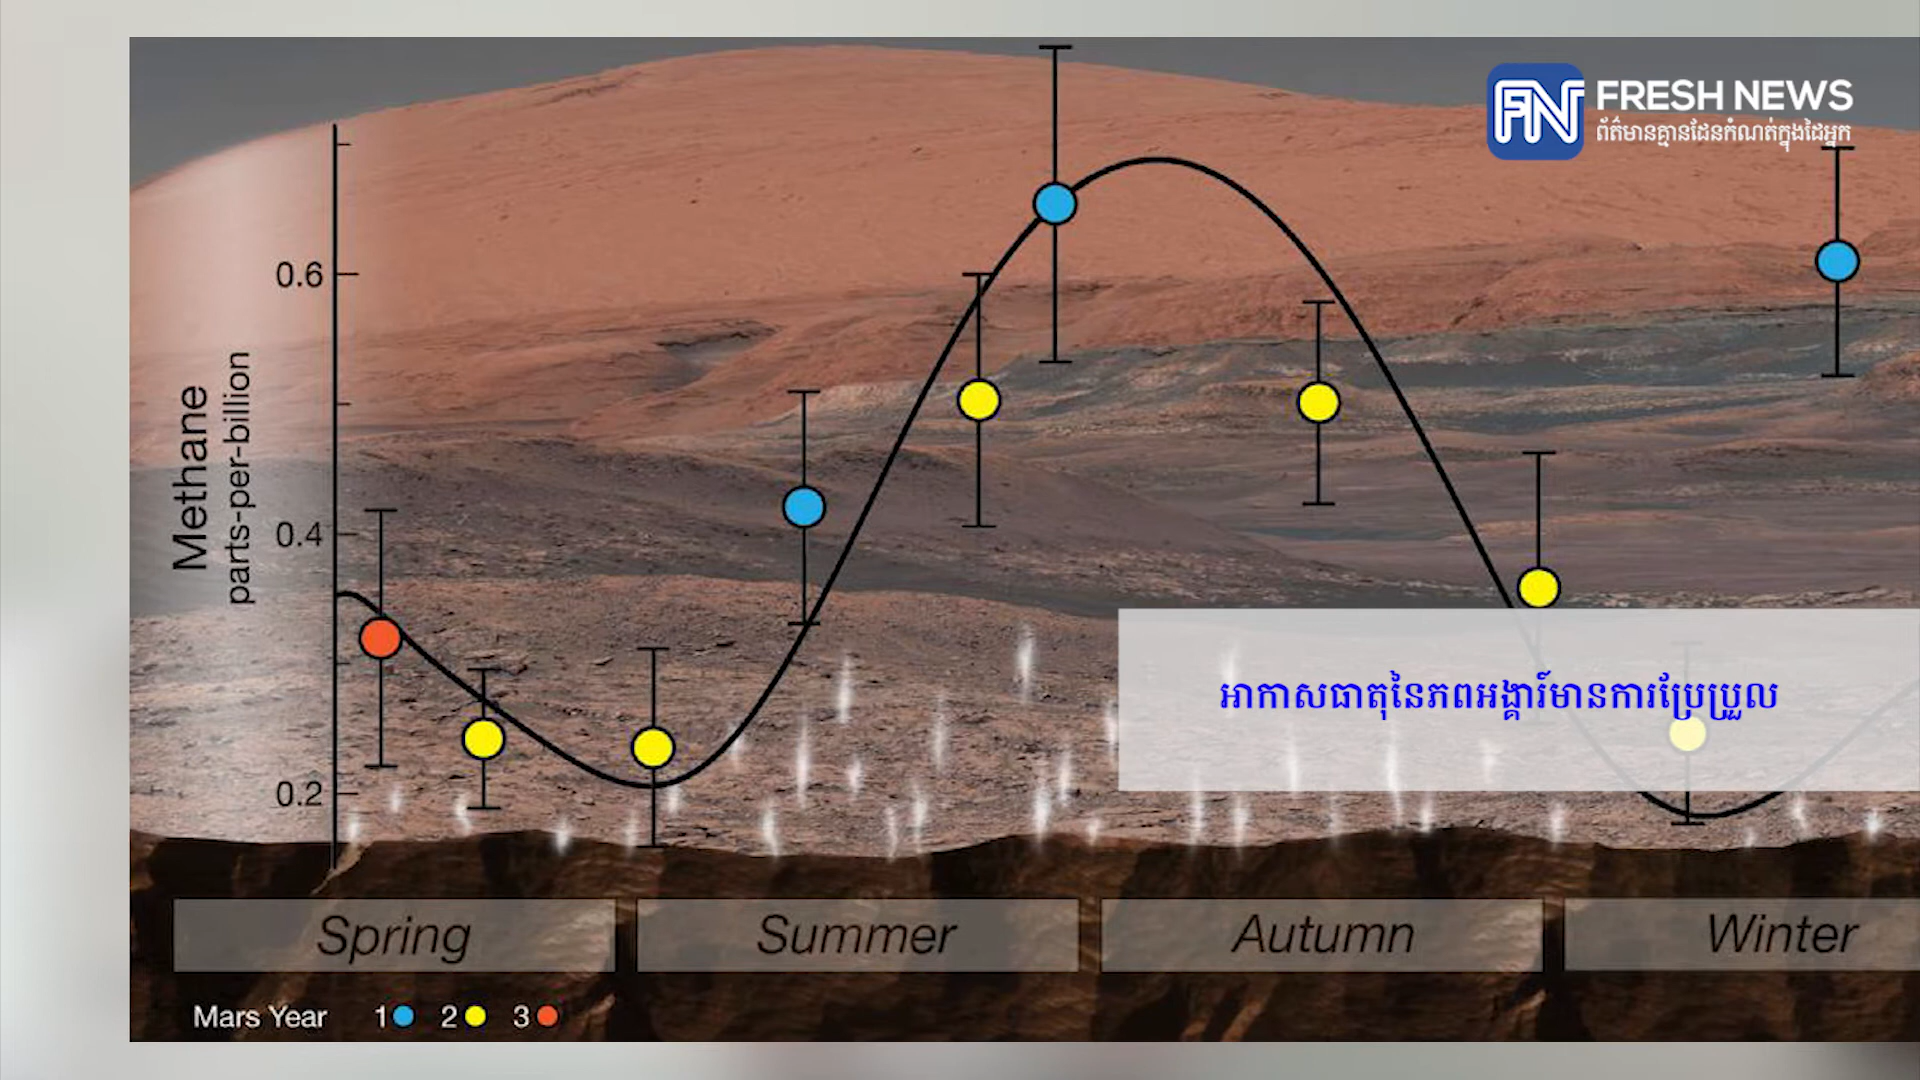 FN FRESH NEWS
ព័ត៌មានគ្មានដែនកំណត់ក្នុងដៃអ្នក
0.6
0.4
0.2
Methane
parts-per-billion
អាកាសធាតុនៃភពអង្គារ៍មានការប្រែប្រួល
Spring Summer Autumn Winter
Mars Year 1 2 3